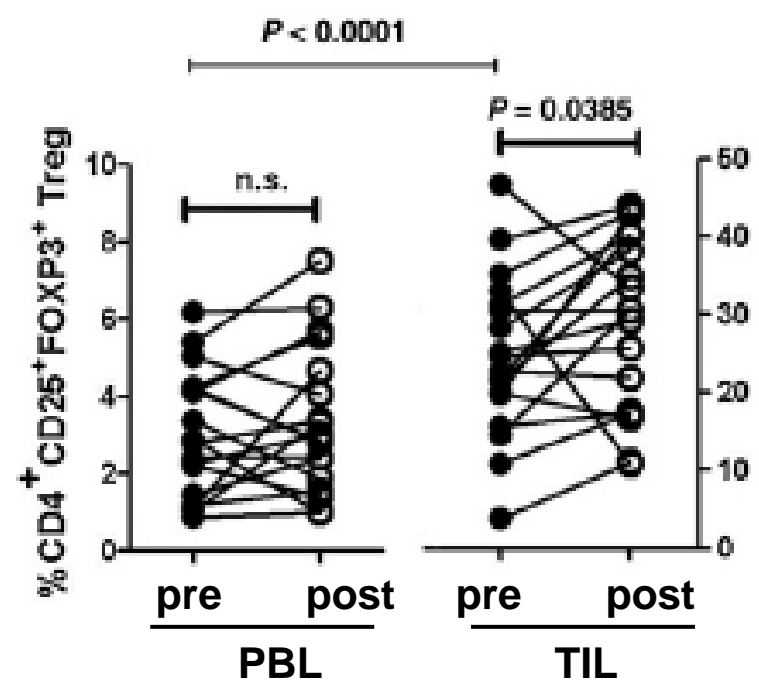 P < 0.0001
P = 0.0385
n.s.
%CD4+CD25+FOXP3+ Treg
10
8
6
4
2
0
50
40
30
20
10
0
pre
post
pre
post
PBL
TIL